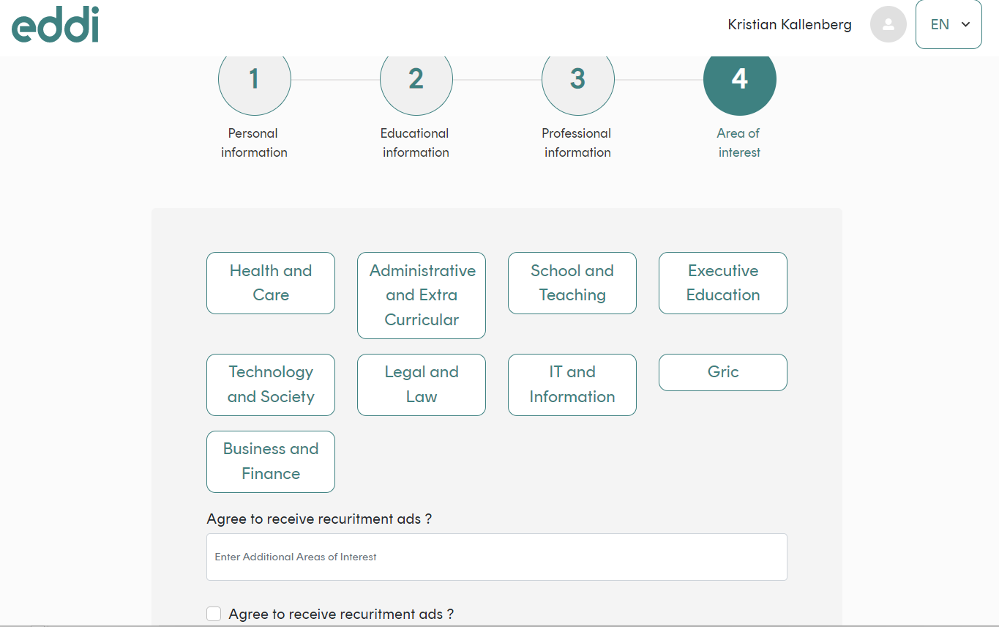 eddi
Kristian Kallenberg
EN
1
2
3
4
Personal
information
Educational
information
Professional
information
Area of
interest
Health and
Care
Administrative
and Extra
Curricular
School and
Teaching
Executive
Education
Technology
and Society
Legal and
Law
IT and
Information
Gric
Business and
Finance
Agree to receive recuritment ads ?
Enter Additional Areas of Interest
Agree to receive recuritment ads ?